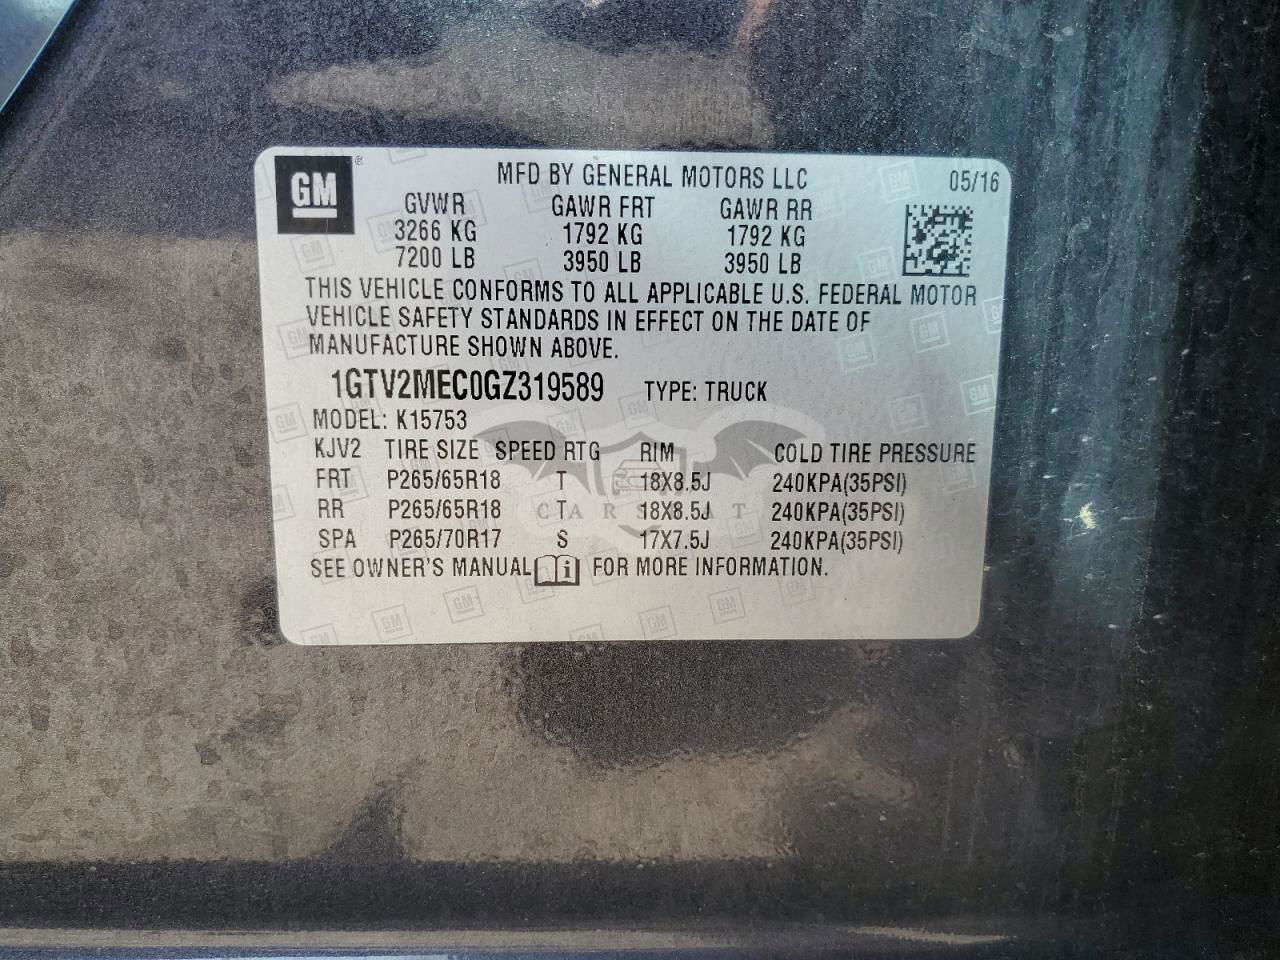 GM ® MFD BY GENERAL MOTORS LLC 05/16
GVWR GAWR FRT GAWR RR
3266 KG 1792 KG 1792 KG
7200 LB 3950 LB 3950 LB
THIS VEHICLE CONFORMS TO ALL APPLICABLE U.S. FEDERAL MOTOR
VEHICLE SAFETY STANDARDS IN EFFECT ON THE DATE OF
MANUFACTURE SHOWN ABOVE.
1GTV2MEC0GZ319589 TYPE: TRUCK
MODEL: K15753
KJV2 TIRE SIZE SPEED RTG RIM COLD TIRE PRESSURE
FRT P265/65R18 T 18X8.5J 240KPA(35PSI)
RR P265/65R18 T 18X8.5J 240KPA(35PSI)
SPA P265/70R17 S 17X7.5J 240KPA(35PSI)
SEE OWNER'S MANUAL i FOR MORE INFORMATION.